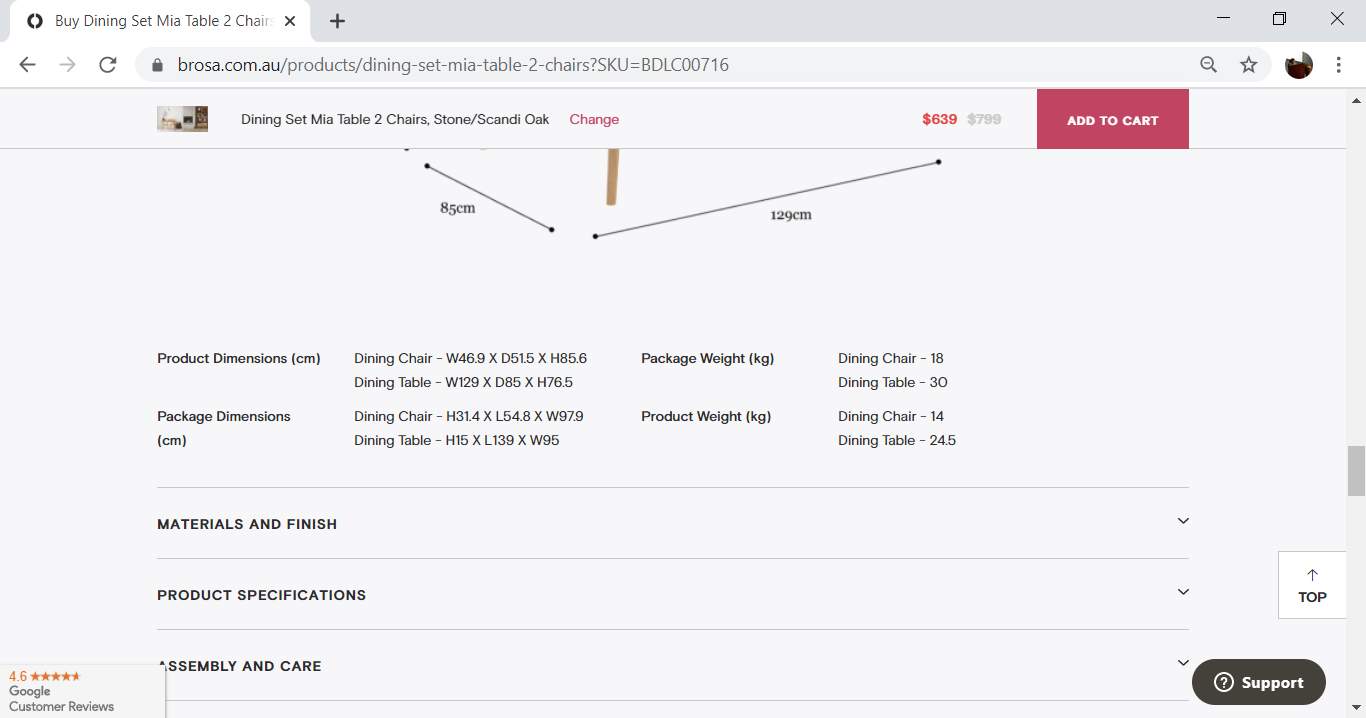 Buy Dining Set Mia Table 2 Chairs
brosa.com.au/products/dining-set-mia-table-2-chairs?SKU=BDLC00716
Dining Set Mia Table 2 Chairs, Stone/Scandi Oak Change $639 $799 ADD TO CART
85cm 129cm
Product Dimensions (cm) Dining Chair - W46.9 X D51.5 X H85.6 Package Weight (kg) Dining Chair - 18
Dining Table - W129 X D85 X H76.5 Dining Table - 30
Package Dimensions Dining Chair - H31.4 X L54.8 X W97.9 Product Weight (kg) Dining Chair - 14
(cm) Dining Table - H15 X L139 X W95 Dining Table - 24.5
MATERIALS AND FINISH
PRODUCT SPECIFICATIONS
TOP
ASSEMBLY AND CARE
4.6
Google
Customer Reviews
Support